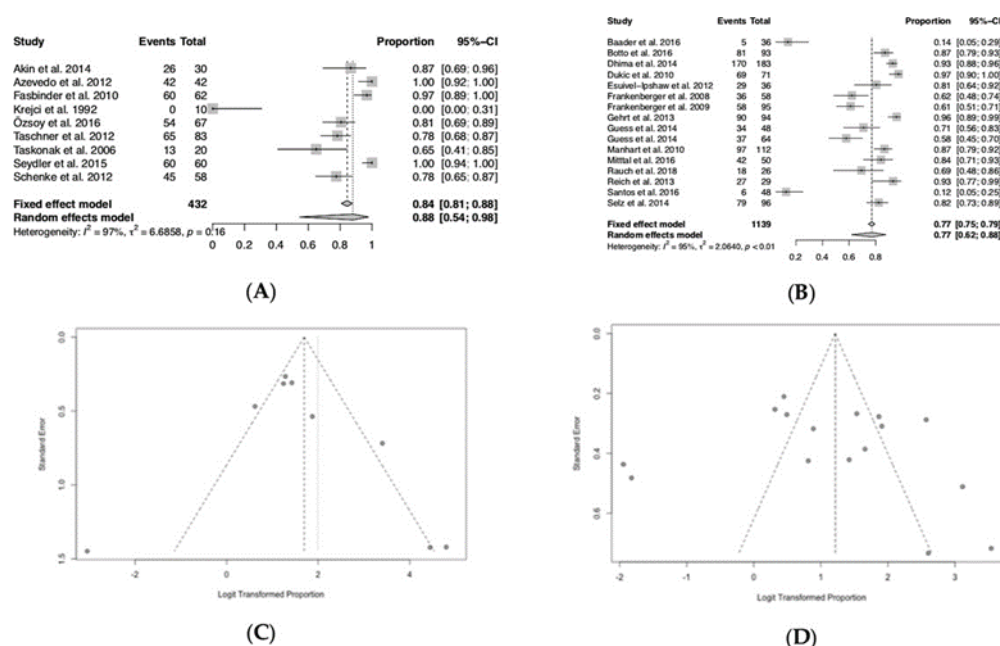 Study Events Total Proportion 95%−CI
Akin et al. 2014 26 30 0.87 [0.69; 0.96]
Azevedo et al. 2012 42 42 1.00 [0.92; 1.00]
Fasbinder et al. 2010 60 62 0.97 [0.89; 1.00]
Krejci et al. 1992 0 10 0.00 [0.00; 0.31]
Özsoy et al. 2016 54 67 0.81 [0.69; 0.89]
Taschner et al. 2012 65 83 0.78 [0.68; 0.87]
Taskonak et al. 2006 13 20 0.65 [0.41; 0.85]
Seydler et al. 2015 60 60 1.00 [0.94; 1.00]
Schenke et al. 2012 45 58 0.78 [0.65; 0.87]
Fixed effect model 432 0.84 [0.81; 0.88]
Random effects model 0.88 [0.54; 0.98]
Heterogeneity: I² = 97%, τ² = 6.6858, p = 0.16
0 0.2 0.4 0.6 0.8 1
(A)
Study Events Total Proportion 95%−CI
Baader et al. 2016 5 36 0.14 [0.05; 0.29]
Botto et al. 2016 81 93 0.87 [0.79; 0.93]
Dhima et al. 2014 170 183 0.93 [0.88; 0.96]
Dukic et al. 2010 69 71 0.97 [0.90; 1.00]
Esuivel−Ipshaw et al. 2012 29 36 0.81 [0.64; 0.92]
Frankenberger et al. 2008 36 58 0.62 [0.48; 0.74]
Frankenberger et al. 2009 58 95 0.61 [0.51; 0.71]
Gehrt et al. 2013 90 94 0.96 [0.89; 0.99]
Guess et al. 2014 34 48 0.71 [0.56; 0.83]
Guess et al. 2014 37 64 0.58 [0.45; 0.70]
Manhart et al. 2010 97 112 0.87 [0.79; 0.92]
Mitttal et al. 2016 42 50 0.84 [0.71; 0.93]
Rauch et al. 2018 18 26 0.69 [0.48; 0.86]
Reich et al. 2013 27 29 0.93 [0.77; 0.99]
Santos et al. 2016 6 48 0.12 [0.05; 0.25]
Selz et al. 2014 79 96 0.82 [0.73; 0.89]
Fixed effect model 1139 0.77 [0.75; 0.79]
Random effects model 0.77 [0.62; 0.88]
Heterogeneity: I² = 95%, τ² = 2.0640, p < 0.01
0.2 0.4 0.6 0.8
(B)
0.0
0.5
1.0
1.5
Standard Error
-2 0 2 4
Logit Transformed Proportion
(C)
0.0
0.2
0.4
0.6
Standard Error
-2 -1 0 1 2 3
Logit Transformed Proportion
(D)